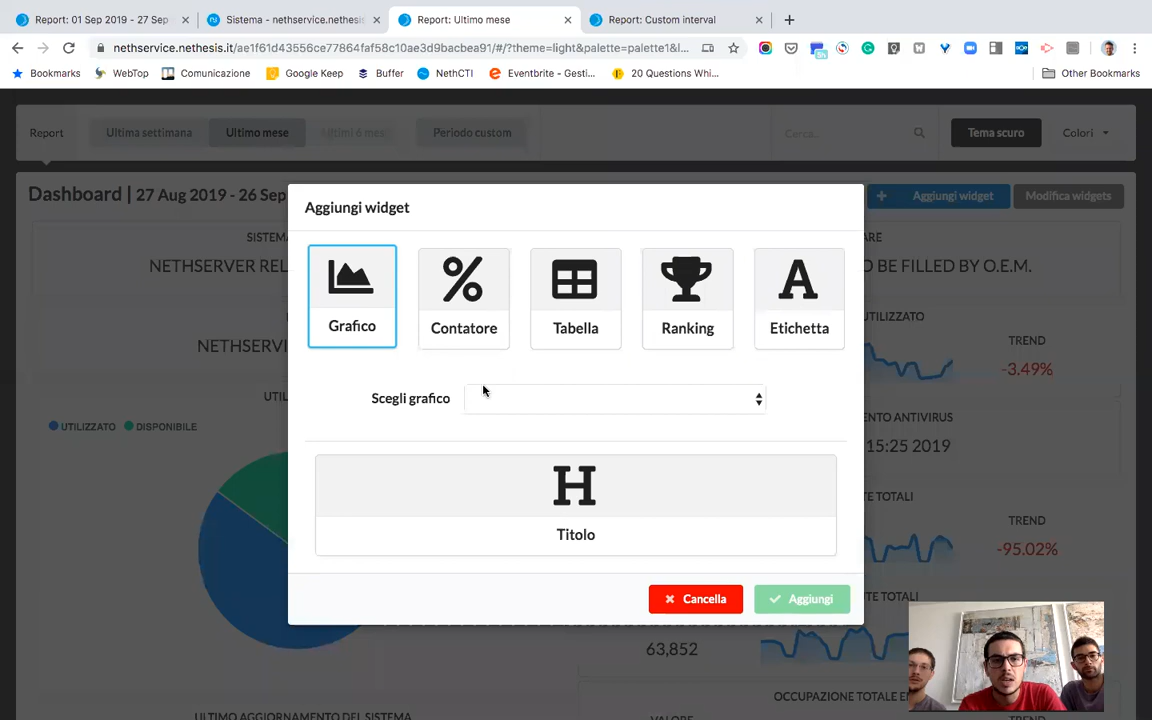 Report: 01 Sep 2019 - 27 Sep
Sistema - nethservice.nethesis.
Report: Ultimo mese
Report: Custom interval
nethservice.nethesis.it/ae1f61d43556ce77864faf58c10ae3d9bacbea91/#/?theme=light&palette=palette1&l...
Bookmarks
WebTop
Comunicazione
Google Keep
Buffer
NethCTI
Eventbrite - Gesti...
20 Questions Whi...
Other Bookmarks
Report
Ultima settimana
Ultimo mese
Ultimi 6 mesi
Periodo custom
Cerca...
Tema scuro
Colori
Dashboard | 27 Aug 2019 - 26 Sep
Aggiungi widget
Modifica widgets
Aggiungi widget
SISTEMA
ARE
NETHSERVER REL
O BE FILLED BY O.E.M.
Grafico
Contatore
Tabella
Ranking
Etichetta
UTILIZZATO
NETHSERVI
TREND
-3.49%
UTIL
Scegli grafico
ENTO ANTIVIRUS
UTILIZZATO
DISPONIBILE
15:25 2019
H
Titolo
TE TOTALI
TREND
-95.02%
Cancella
Aggiungi
TE TOTALI
63,852
OCCUPAZIONE TOTALE EM
ULTIMO AGGIORNAMENTO DEL SISTEMA
VALORE